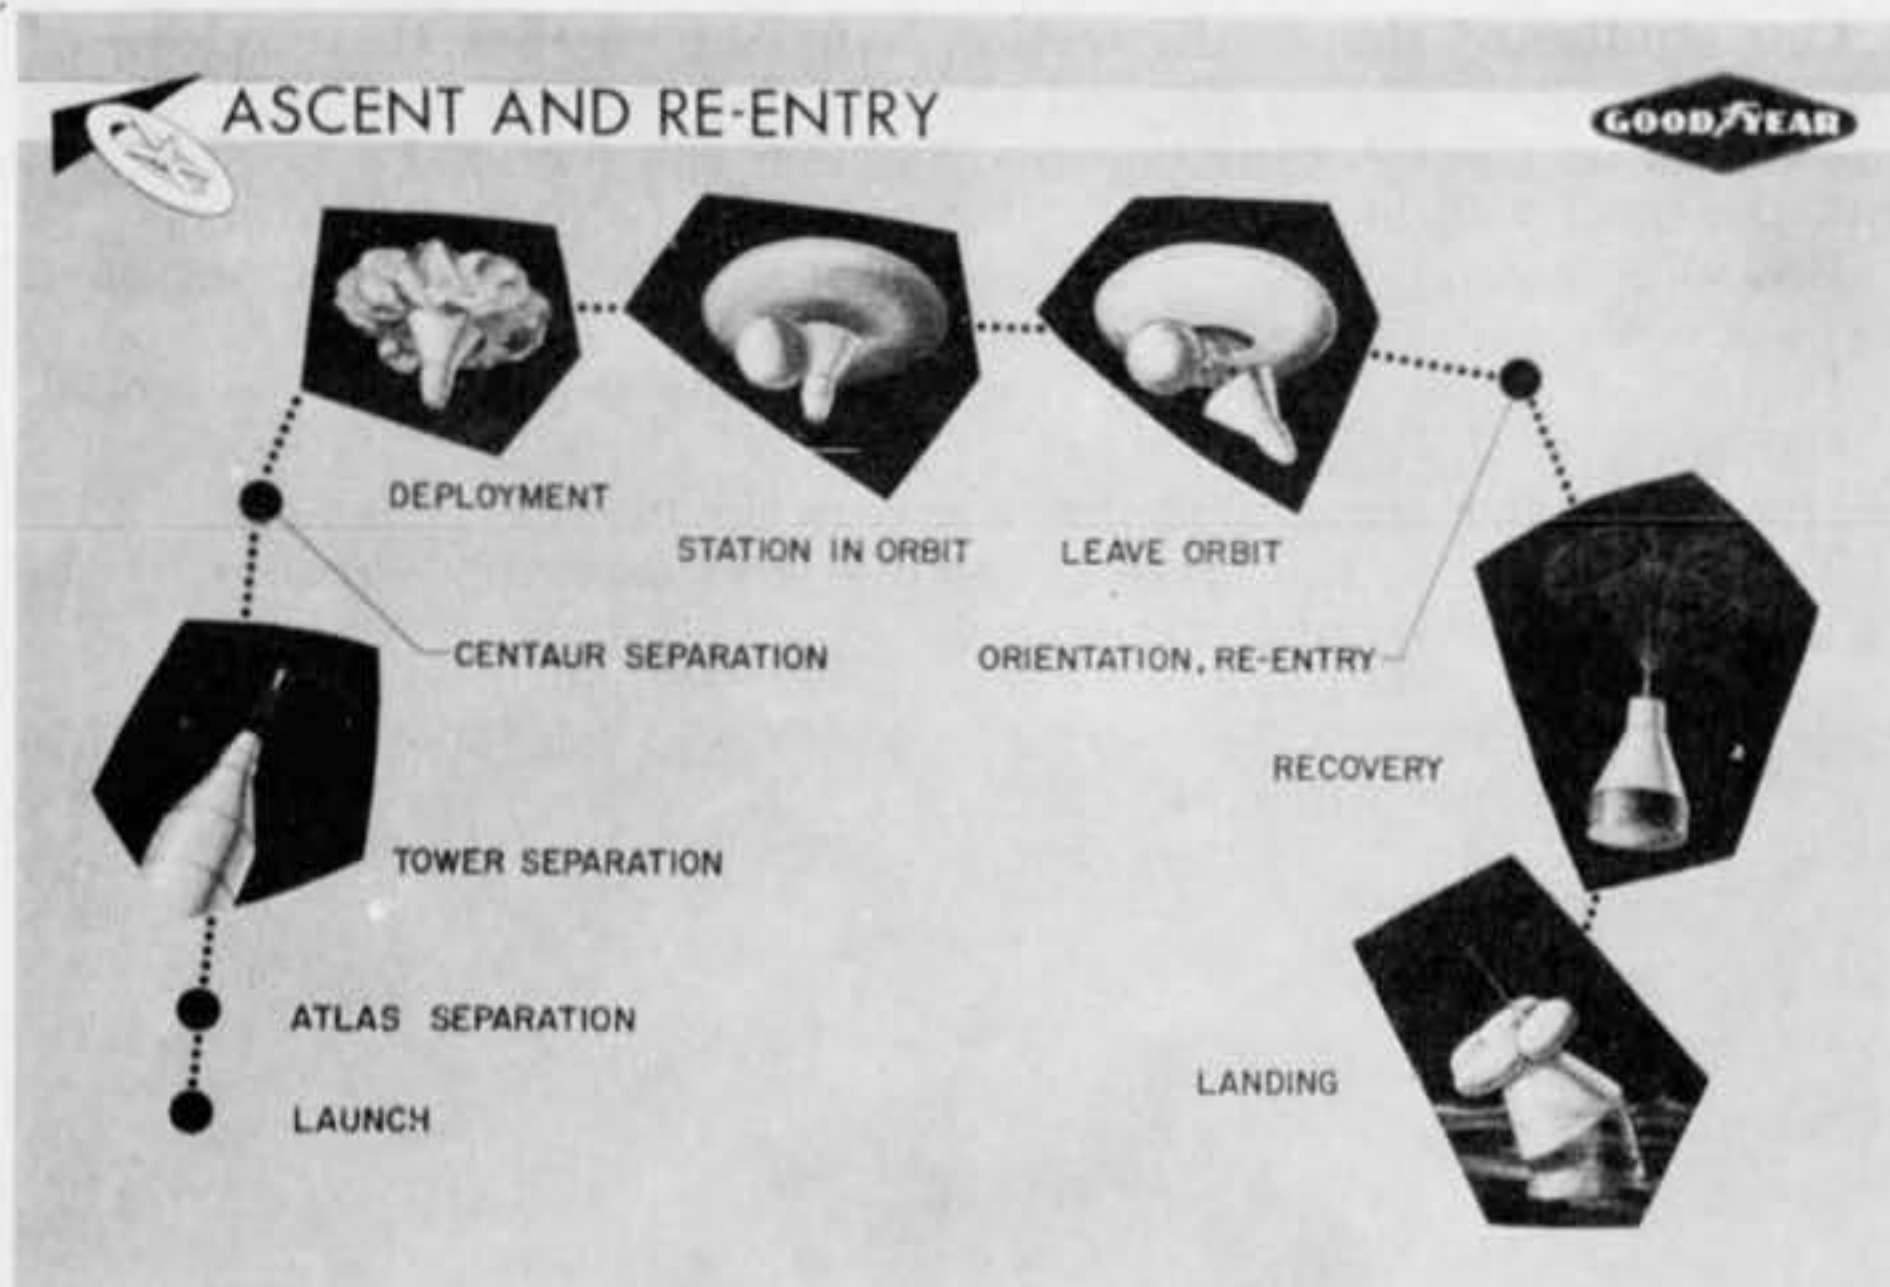 ASCENT AND RE-ENTRY
GOODYEAR
DEPLOYMENT
STATION IN ORBIT
LEAVE ORBIT
CENTAUR SEPARATION
ORIENTATION, RE-ENTRY
RECOVERY
TOWER SEPARATION
ATLAS SEPARATION
LANDING
LAUNCH